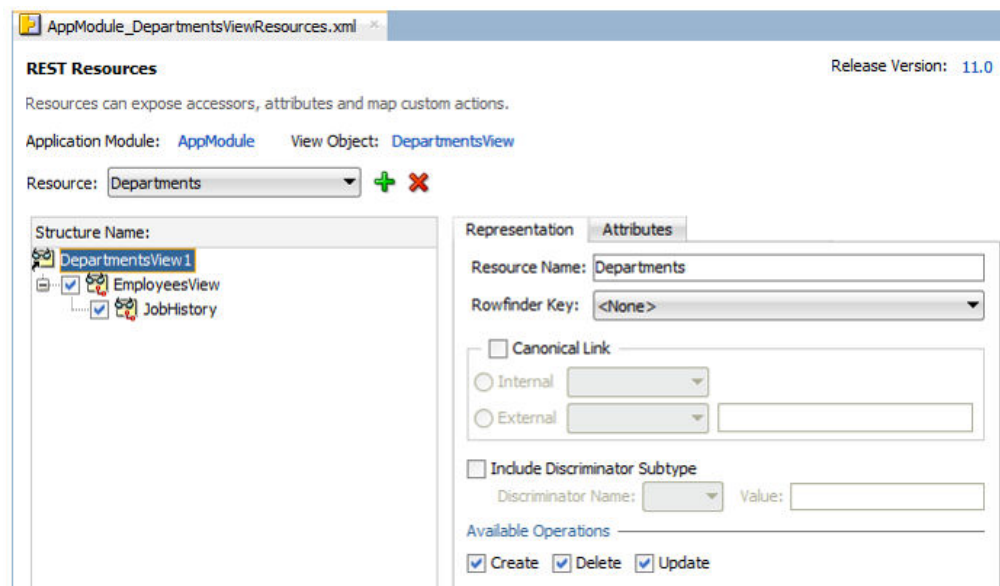 AppModule_DepartmentsViewResources.xml
REST Resources
Release Version: 11.0
Resources can expose accessors, attributes and map custom actions.
Application Module: AppModule View Object: DepartmentsView
Resource: Departments
Structure Name:
DepartmentsView1
EmployeesView
JobHistory
Representation Attributes
Resource Name: Departments
Rowfinder Key: <None>
Canonical Link
Internal
External
Include Discriminator Subtype
Discriminator Name: Value:
Available Operations
Create Delete Update